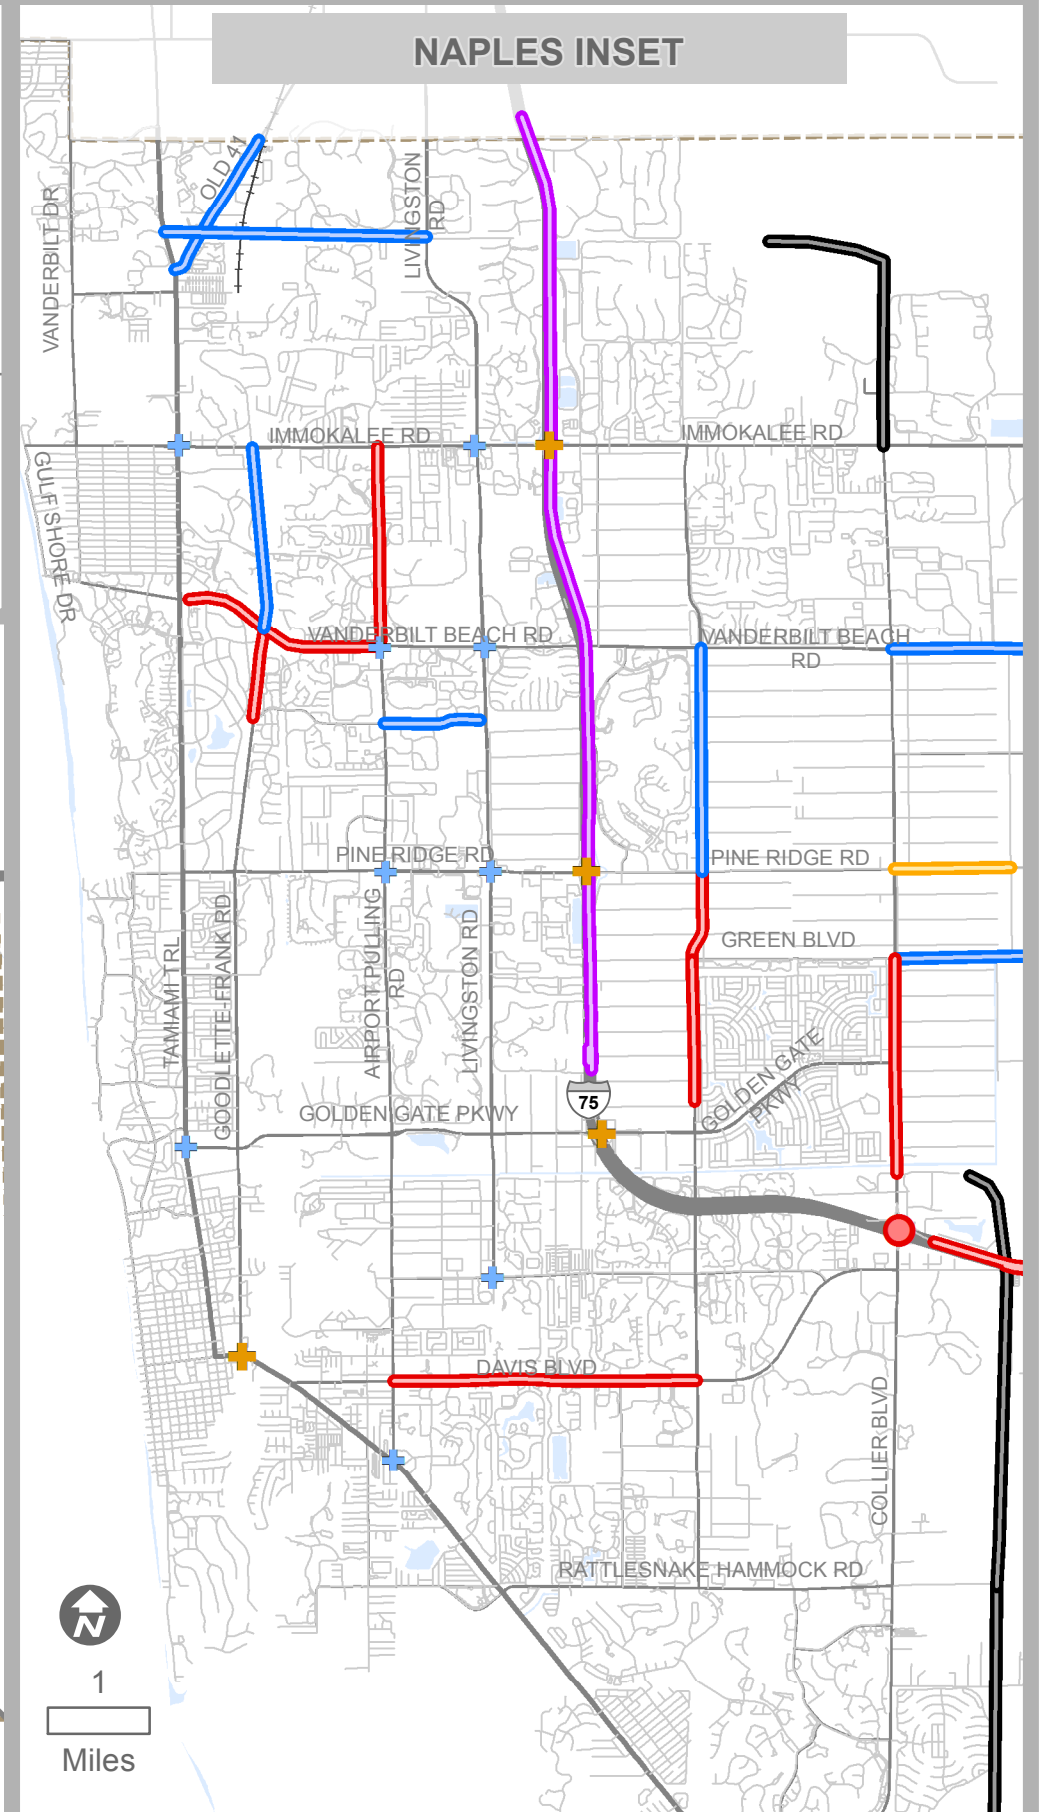 NAPLES INSET
OLD 41
LIVINGSTON
RD
VANDERBILT DR
IMMOKALEE RD
IMMOKALEE RD
GULF SHORE DR
VANDERBILT BEACH RD
VANDERBILT BEACH
RD
PINE RIDGE RD
PINE RIDGE RD
GREEN BLVD
TAMIAMI TRL
GOODLETTE-FRANK RD
AIRPORT PULLING
RD
LIVINGSTON RD
75
GOLDEN GATE PKWY
GOLDEN GATE
PKWY
DAVIS BLVD
COLLIER BLVD
RATTLESNAKE HAMMOCK RD
N
1
Miles